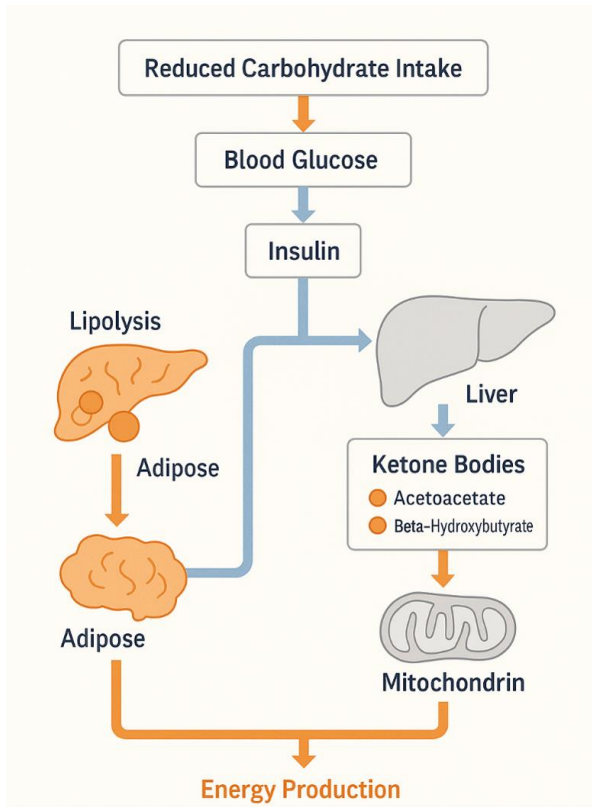 Reduced Carbohydrate Intake
Blood Glucose
Insulin
Lipolysis
Adipose
Adipose
Liver
Ketone Bodies
Acetoacetate
Beta-Hydroxybutyrate
Mitochondrin
Energy Production